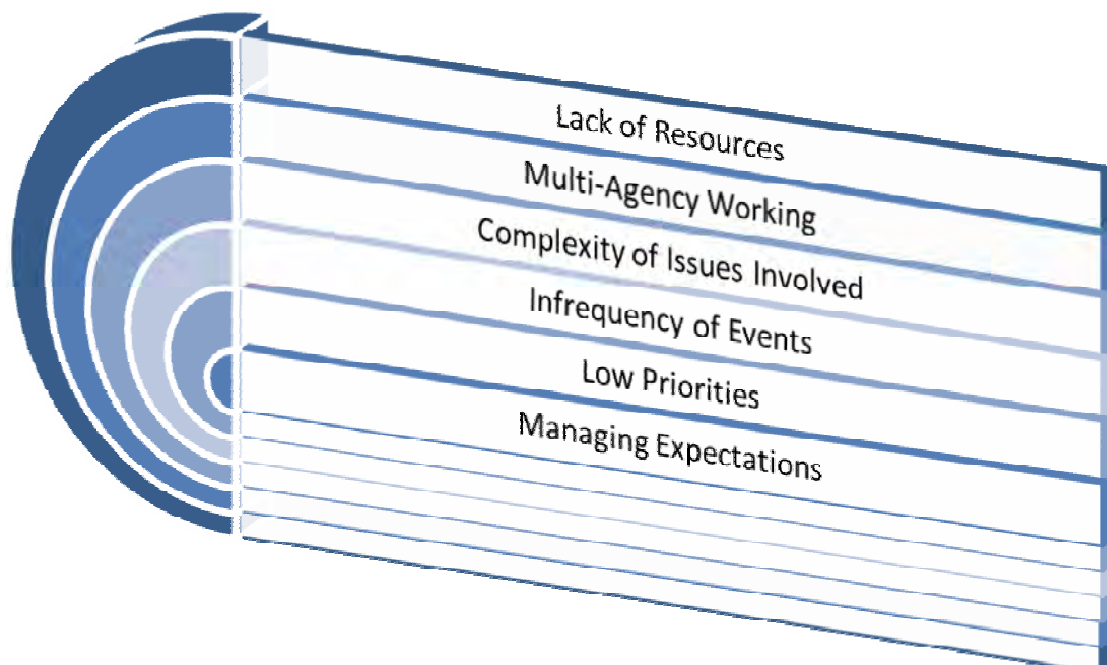 Lack of Resources
Multi-Agency Working
Complexity of Issues Involved
Infrequency of Events
Low Priorities
Managing Expectations